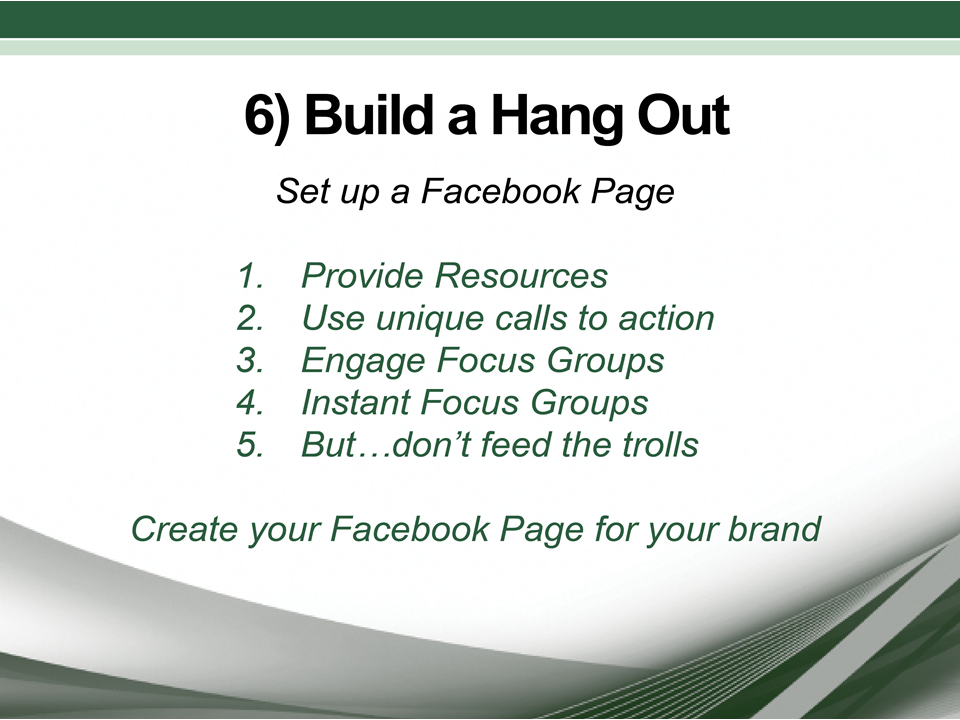 6) Build a Hang Out
Set up a Facebook Page
1. Provide Resources
2. Use unique calls to action
3. Engage Focus Groups
4. Instant Focus Groups
5. But…don’t feed the trolls
Create your Facebook Page for your brand